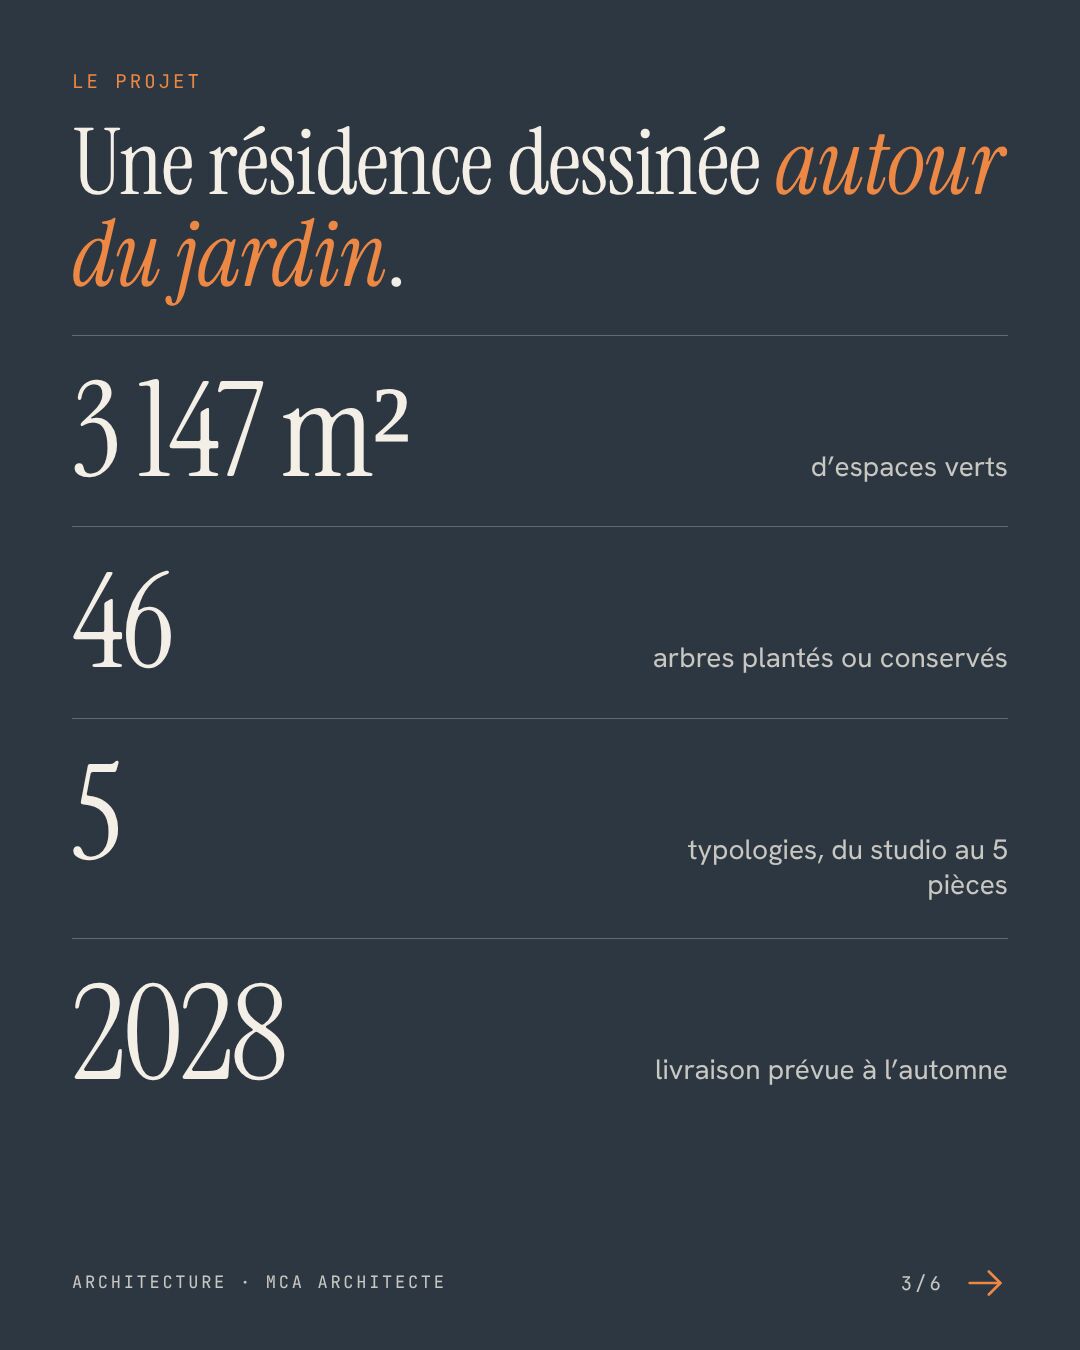 LE PROJET
Une résidence dessinée autour
du jardin.
3 147 m²
d’espaces verts
46
arbres plantés ou conservés
5
typologies, du studio au 5
pièces
2028
livraison prévue à l’automne
ARCHITECTURE · MCA ARCHITECTE
3/6